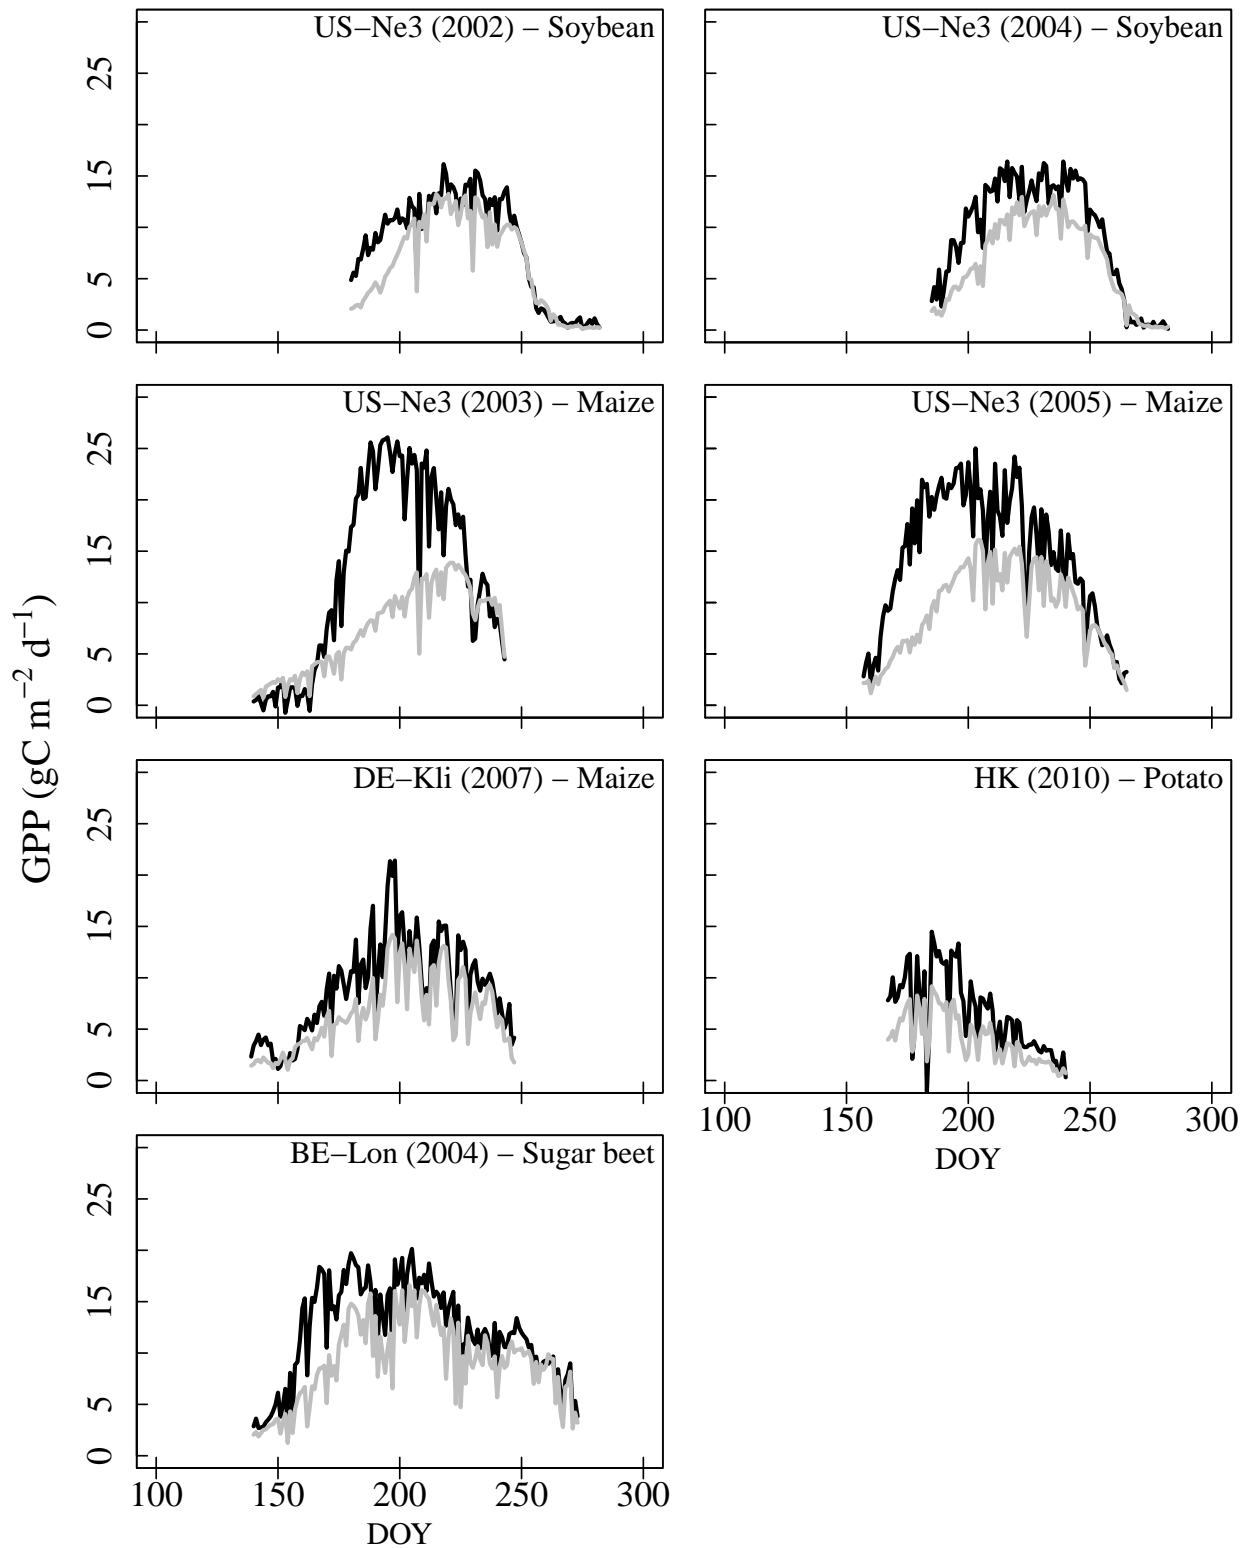 US−Ne3 (2002) − Soybean
US−Ne3 (2004) − Soybean
0 5 15 25
US−Ne3 (2003) − Maize
US−Ne3 (2005) − Maize
0 5 15 25
GPP (gC m−2 d−1)
DE−Kli (2007) − Maize
HK (2010) − Potato
0 5 15 25
100 150 200 250 300
DOY
BE−Lon (2004) − Sugar beet
0 5 15 25
100 150 200 250 300
DOY